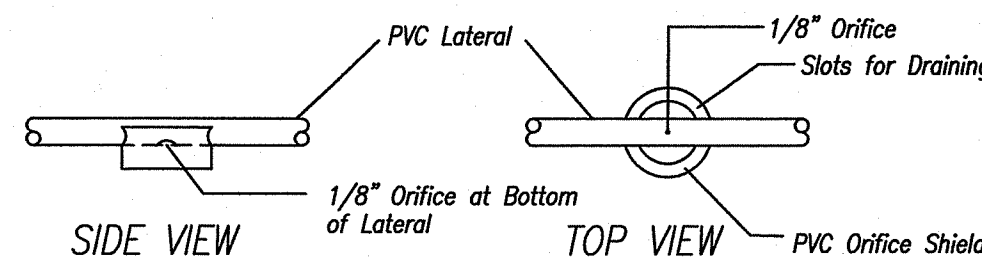 PVC Lateral
1/8" Orifice
Slots for Draining
1/8" Orifice at Bottom
of Lateral
SIDE VIEW
TOP VIEW
PVC Orifice Shield